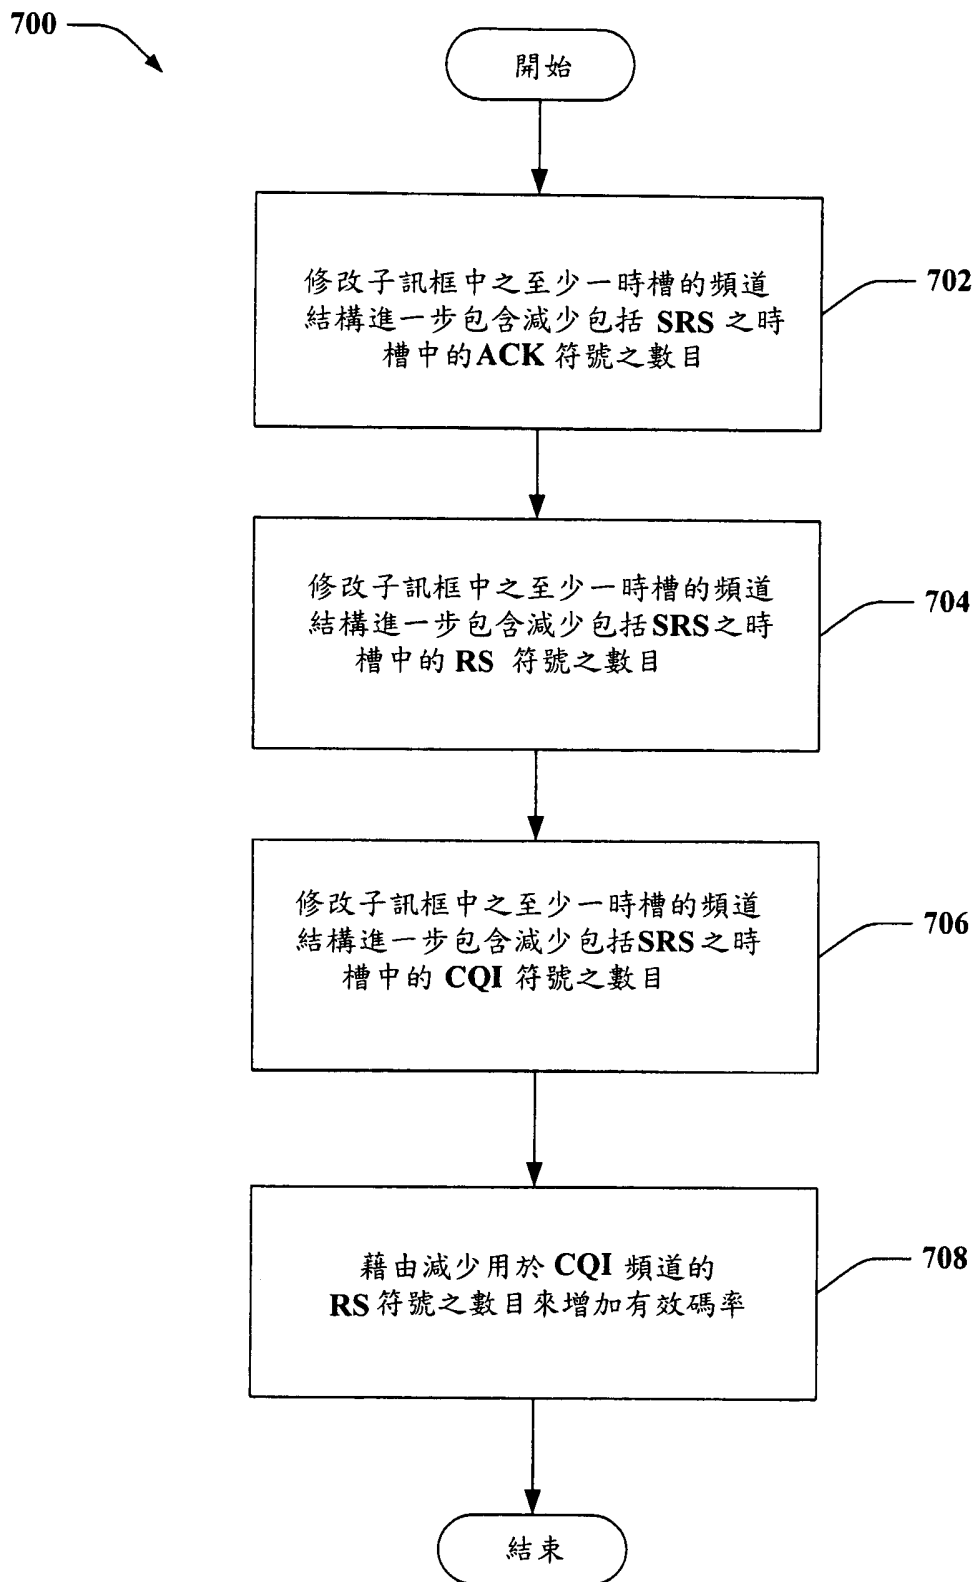 700
開始
修改子訊框中之至少一時槽的頻道
結構進一步包含減少包括 SRS 之時
槽中的ACK 符號之數目
702
修改子訊框中之至少一時槽的頻道
結構進一步包含減少包括SRS之時
槽中的 RS 符號之數目
704
修改子訊框中之至少一時槽的頻道
結構進一步包含減少包括SRS之時
槽中的 CQI 符號之數目
706
藉由減少用於 CQI 頻道的
RS符號之數目來增加有效碼率
708
結束